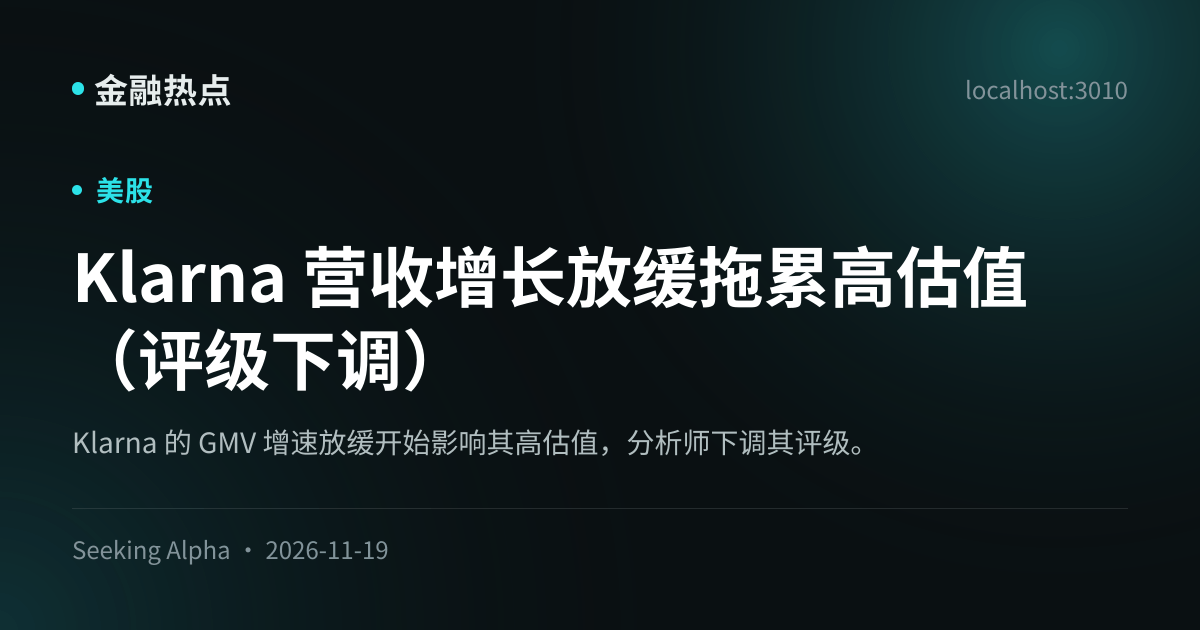 金融热点
localhost:3010
美股
Klarna 营收增长放缓拖累高估值
（评级下调）
Klarna 的 GMV 增速放缓开始影响其高估值，分析师下调其评级。
Seeking Alpha · 2026-11-19